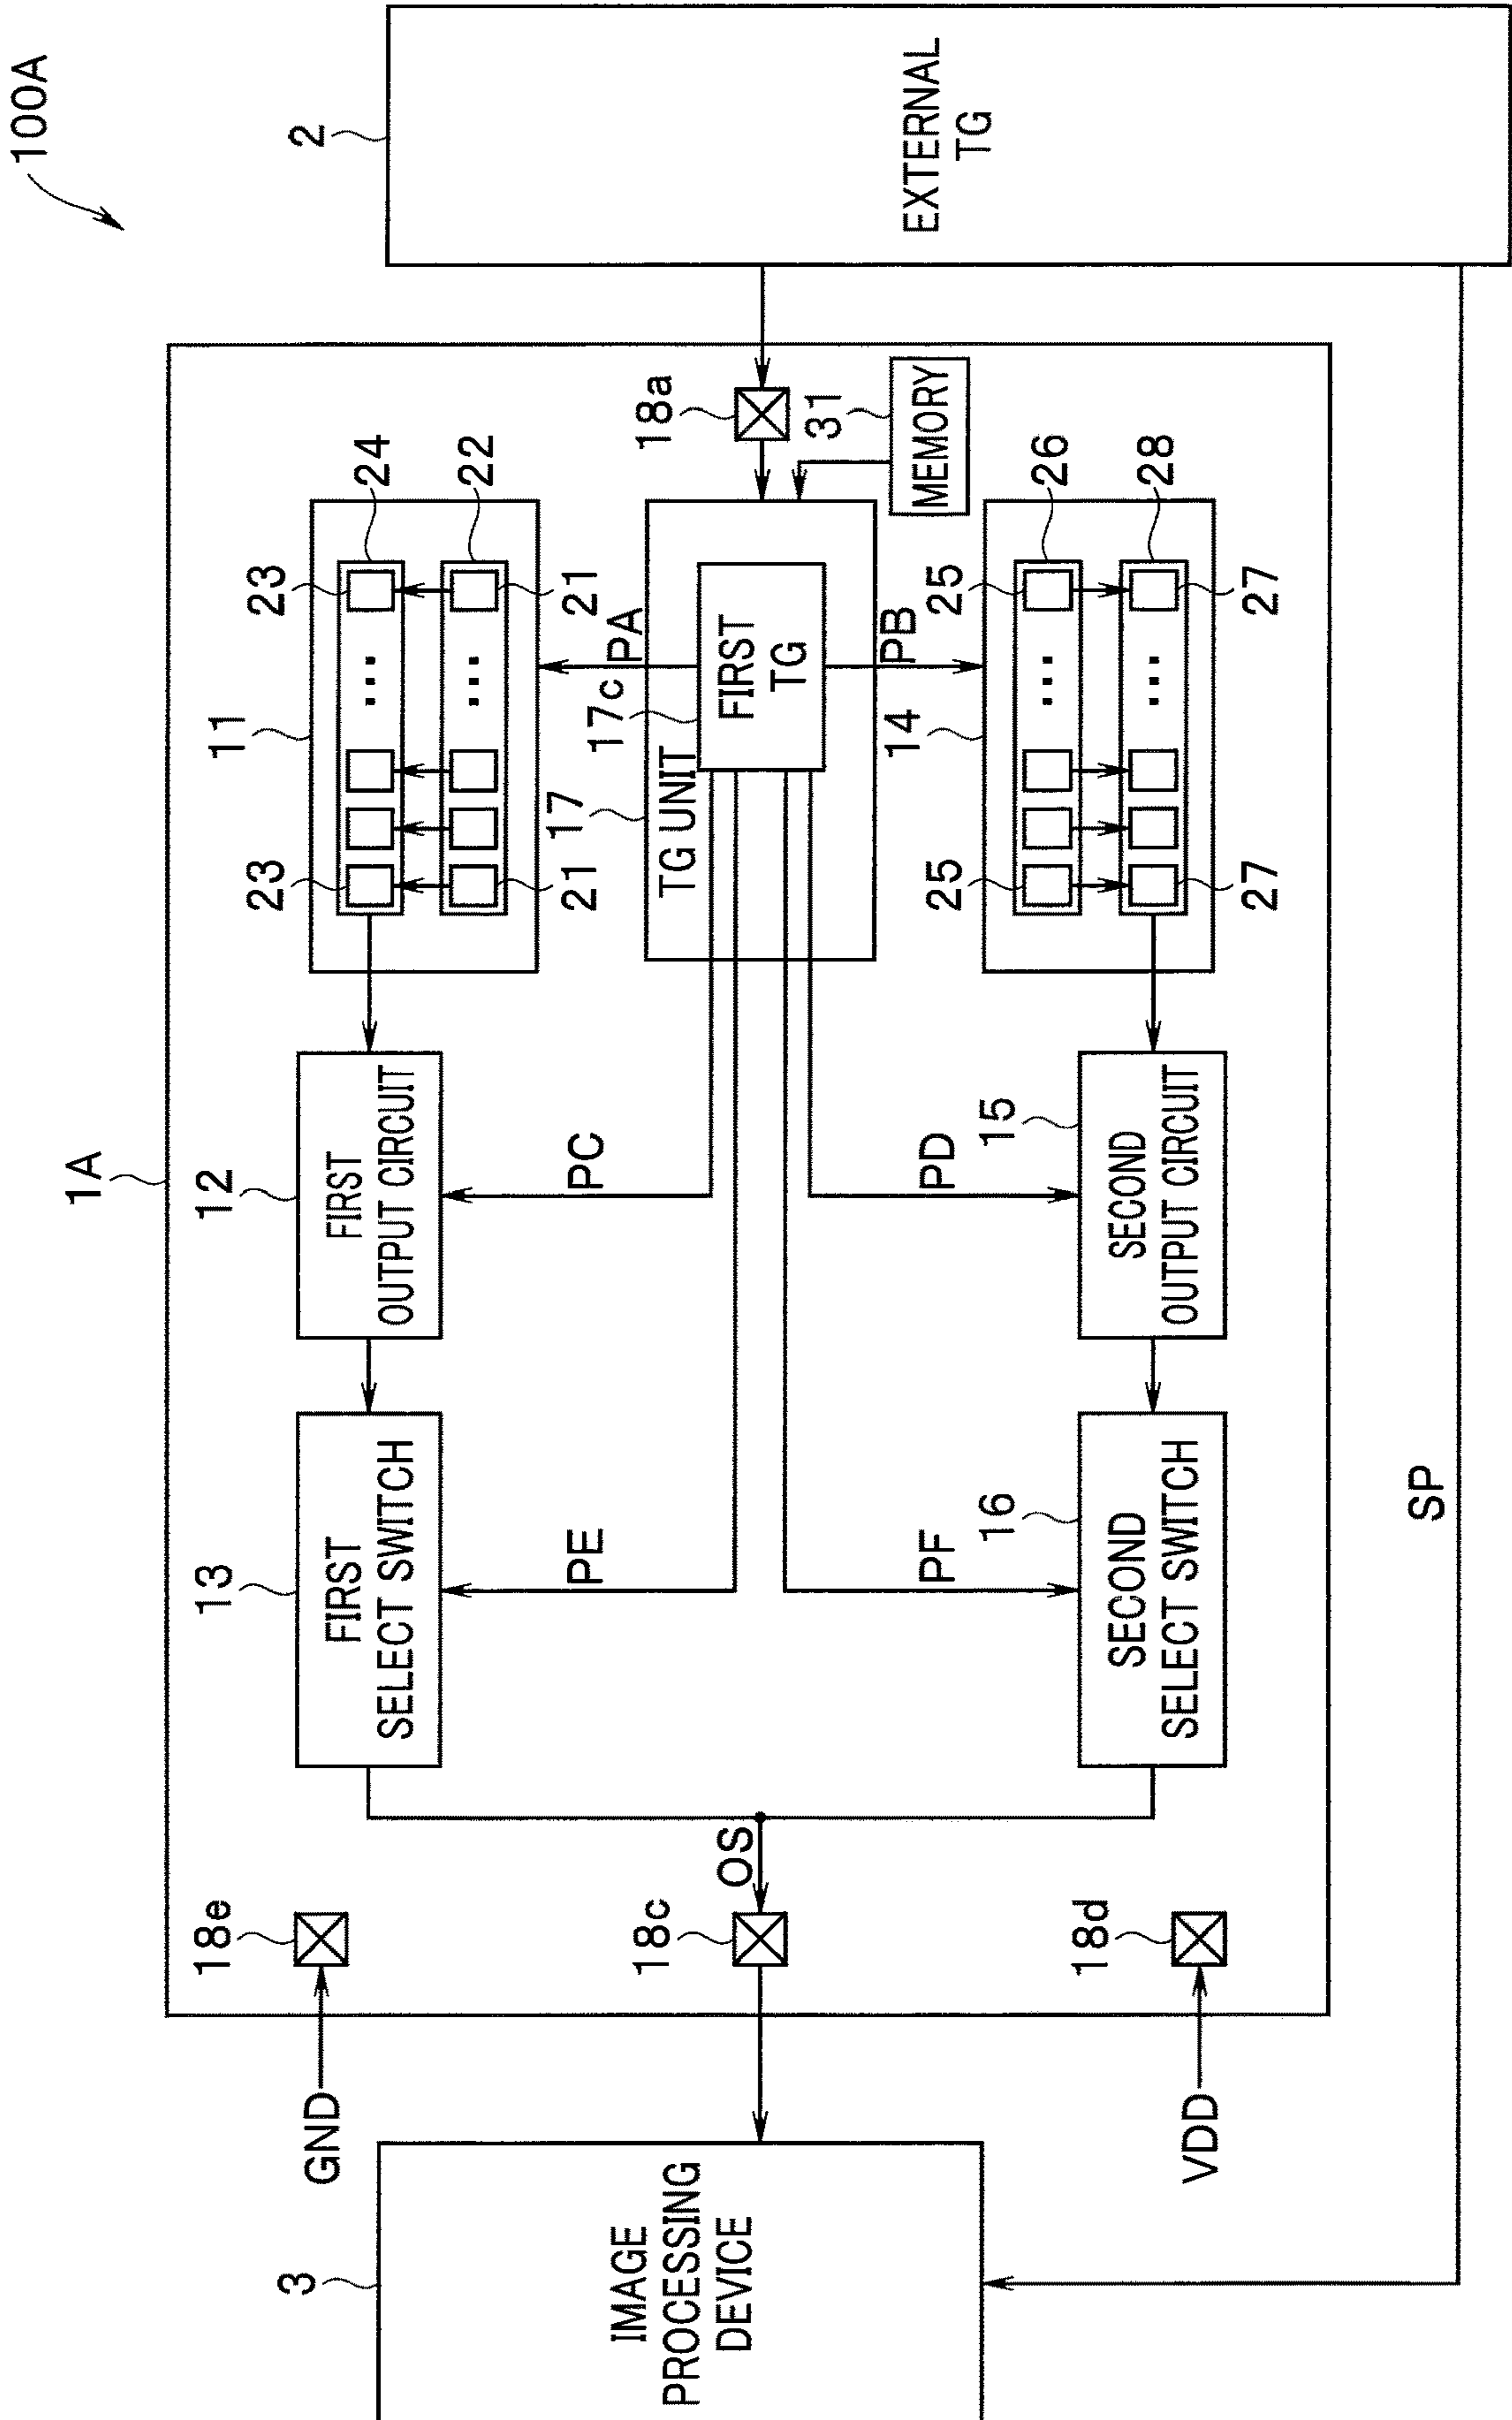 100A
2
EXTERNAL
TG
1A
18a
31
MEMORY
11
24
22
23
21
23
21
PA
17
TG UNIT
17c
FIRST
TG
PB
14
26
28
25
27
25
27
12
FIRST
OUTPUT CIRCUIT
PC
PD
15
SECOND
OUTPUT CIRCUIT
13
FIRST
SELECT SWITCH
PE
PF
16
SECOND
SELECT SWITCH
OS
SP
18e
18c
18d
GND
VDD
3
IMAGE
PROCESSING
DEVICE